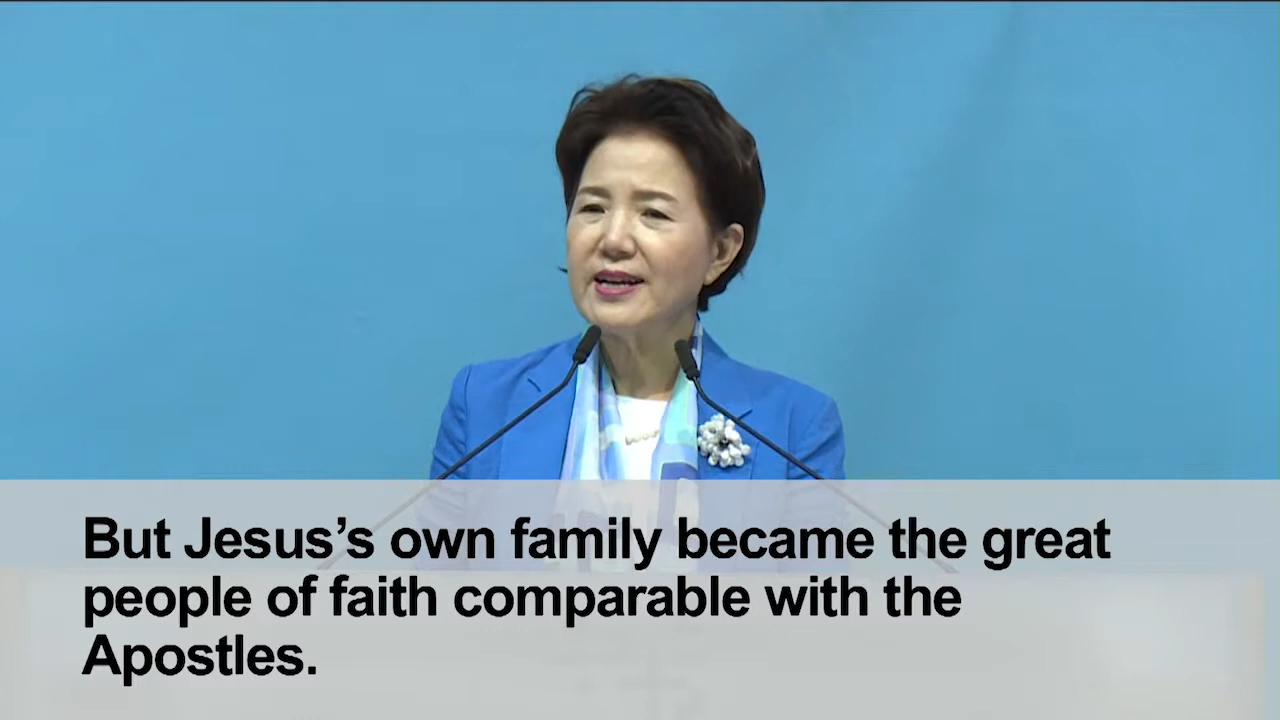 But Jesus’s own family became the great
people of faith comparable with the
Apostles.